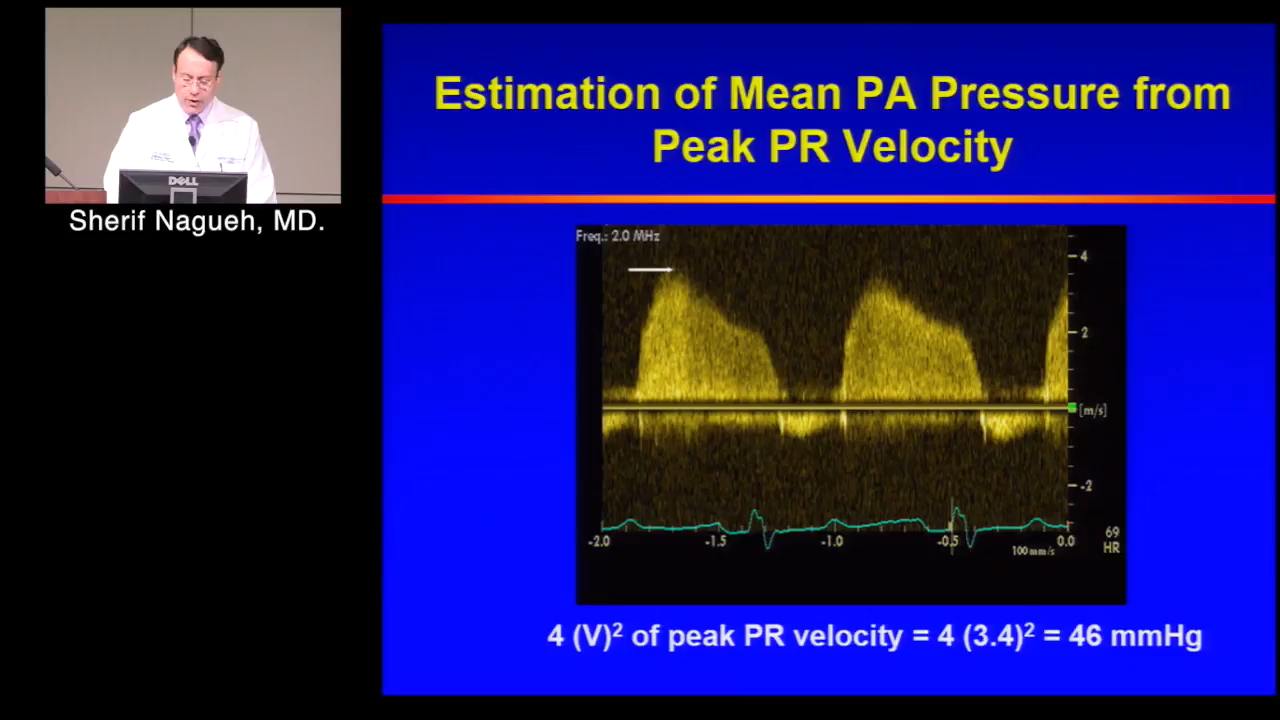 DELL
Sherif Nagueh, MD.
Estimation of Mean PA Pressure from
Peak PR Velocity
Freq.: 2.0 MHz
4
2
[m/s]
-2
-2.0 -1.5 -1.0 -0.5 0.0
69
HR
100 mm/s
4 (V)² of peak PR velocity = 4 (3.4)² = 46 mmHg